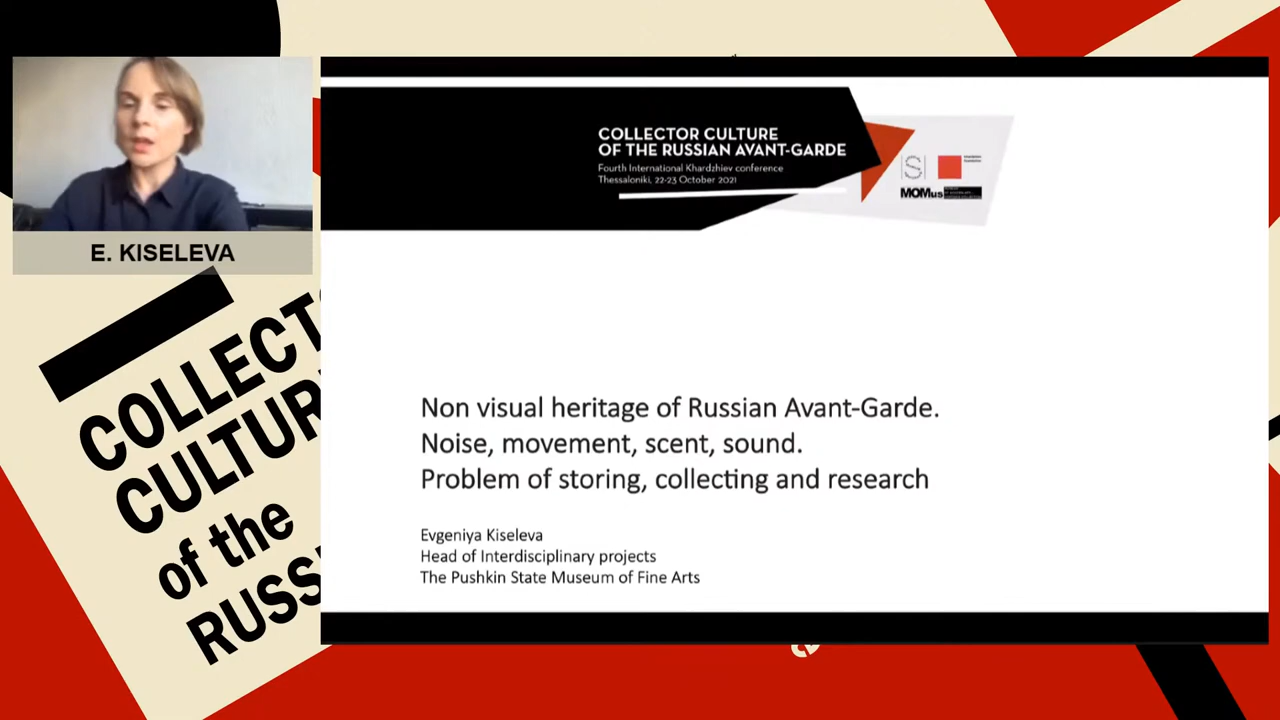 COLLECTOR CULTURE
OF THE RUSSIAN AVANT-GARDE
Fourth International Khardzhiev conference
Thessaloniki, 22-23 October 2021
|S|
MOMus
E. KISELEVA
COLLECT
CULTUR
of the
RUSS
Non visual heritage of Russian Avant-Garde.
Noise, movement, scent, sound.
Problem of storing, collecting and research
Evgeniya Kiseleva
Head of Interdisciplinary projects
The Pushkin State Museum of Fine Arts